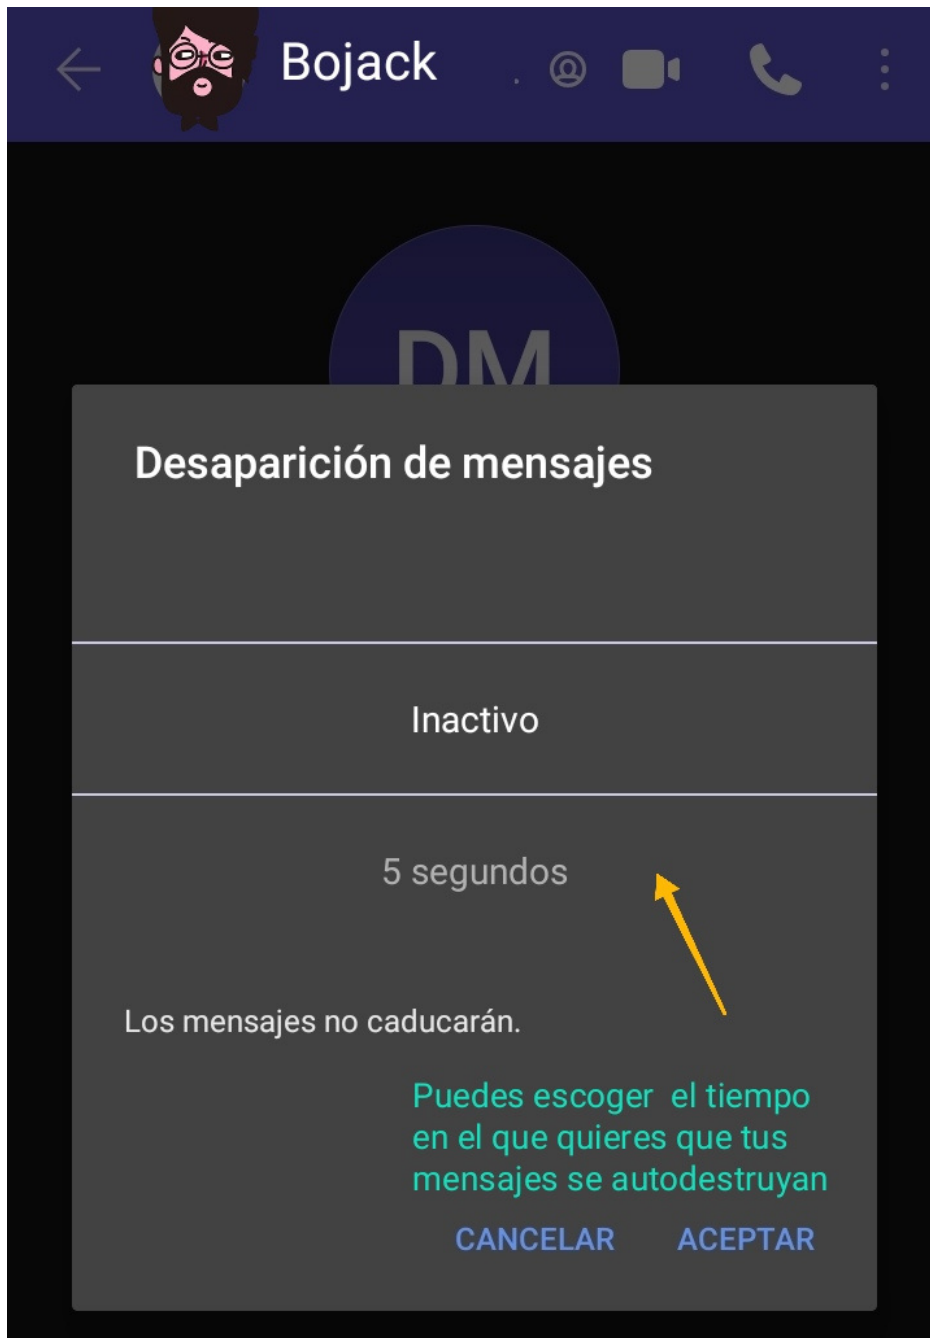 Bojack
DM
Desaparición de mensajes
Inactivo
5 segundos
Los mensajes no caducarán.
Puedes escoger el tiempo
en el que quieres que tus
mensajes se autodestruyan
CANCELAR ACEPTAR